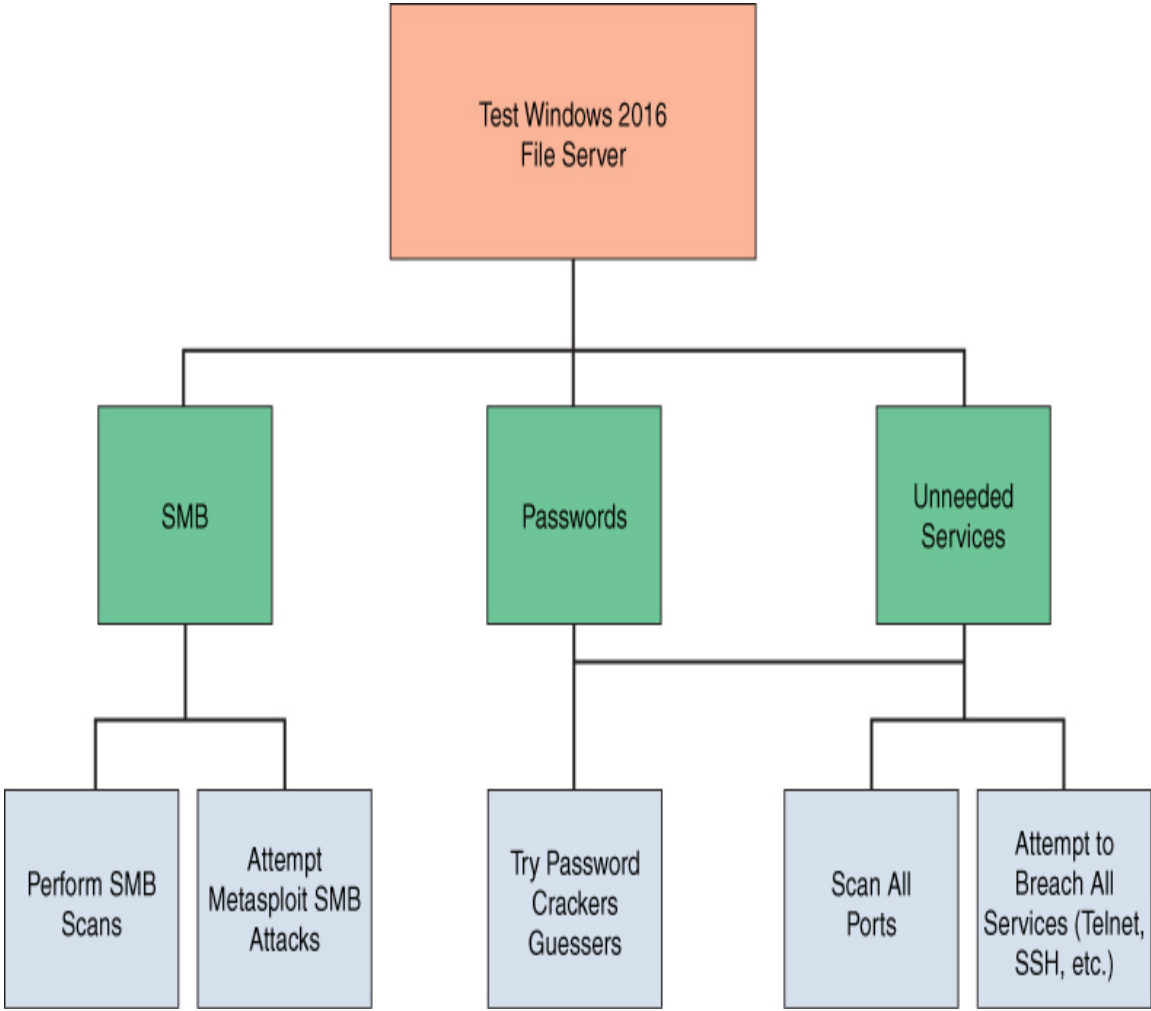 Test Windows 2016
File Server
SMB
Passwords
Unneeded
Services
Perform SMB
Scans
Attempt
Metasploit SMB
Attacks
Try Password
Crackers
Guessers
Scan All
Ports
Attempt to
Breach All
Services (Telnet,
SSH, etc.)